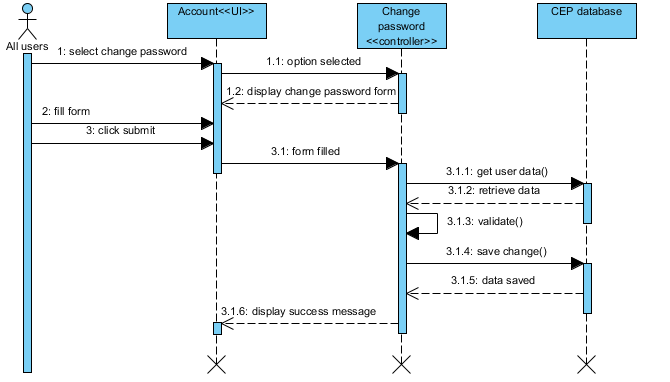 Account<<UI>>
Change
password
<<controller>>
CEP database
All users
1: select change password
1.1: option selected
1.2: display change password form
2: fill form
3: click submit
3.1: form filled
3.1.1: get user data()
3.1.2: retrieve data
3.1.3: validate()
3.1.4: save change()
3.1.5: data saved
3.1.6: display success message